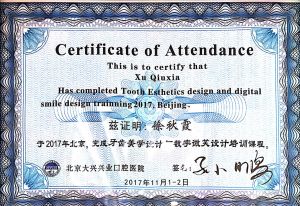 Certificate of Attendance
This is to certify that
Xu Qiuxia
Has completed Tooth Esthetics design and digital
smile design trainning 2017, Beijing.
兹证明: 徐秋霞
于2017年北京, 完成牙齿美学设计 数字微笑设计培训课程。
北京大兴兴业口腔医院 签名:
2017年11月1-2日